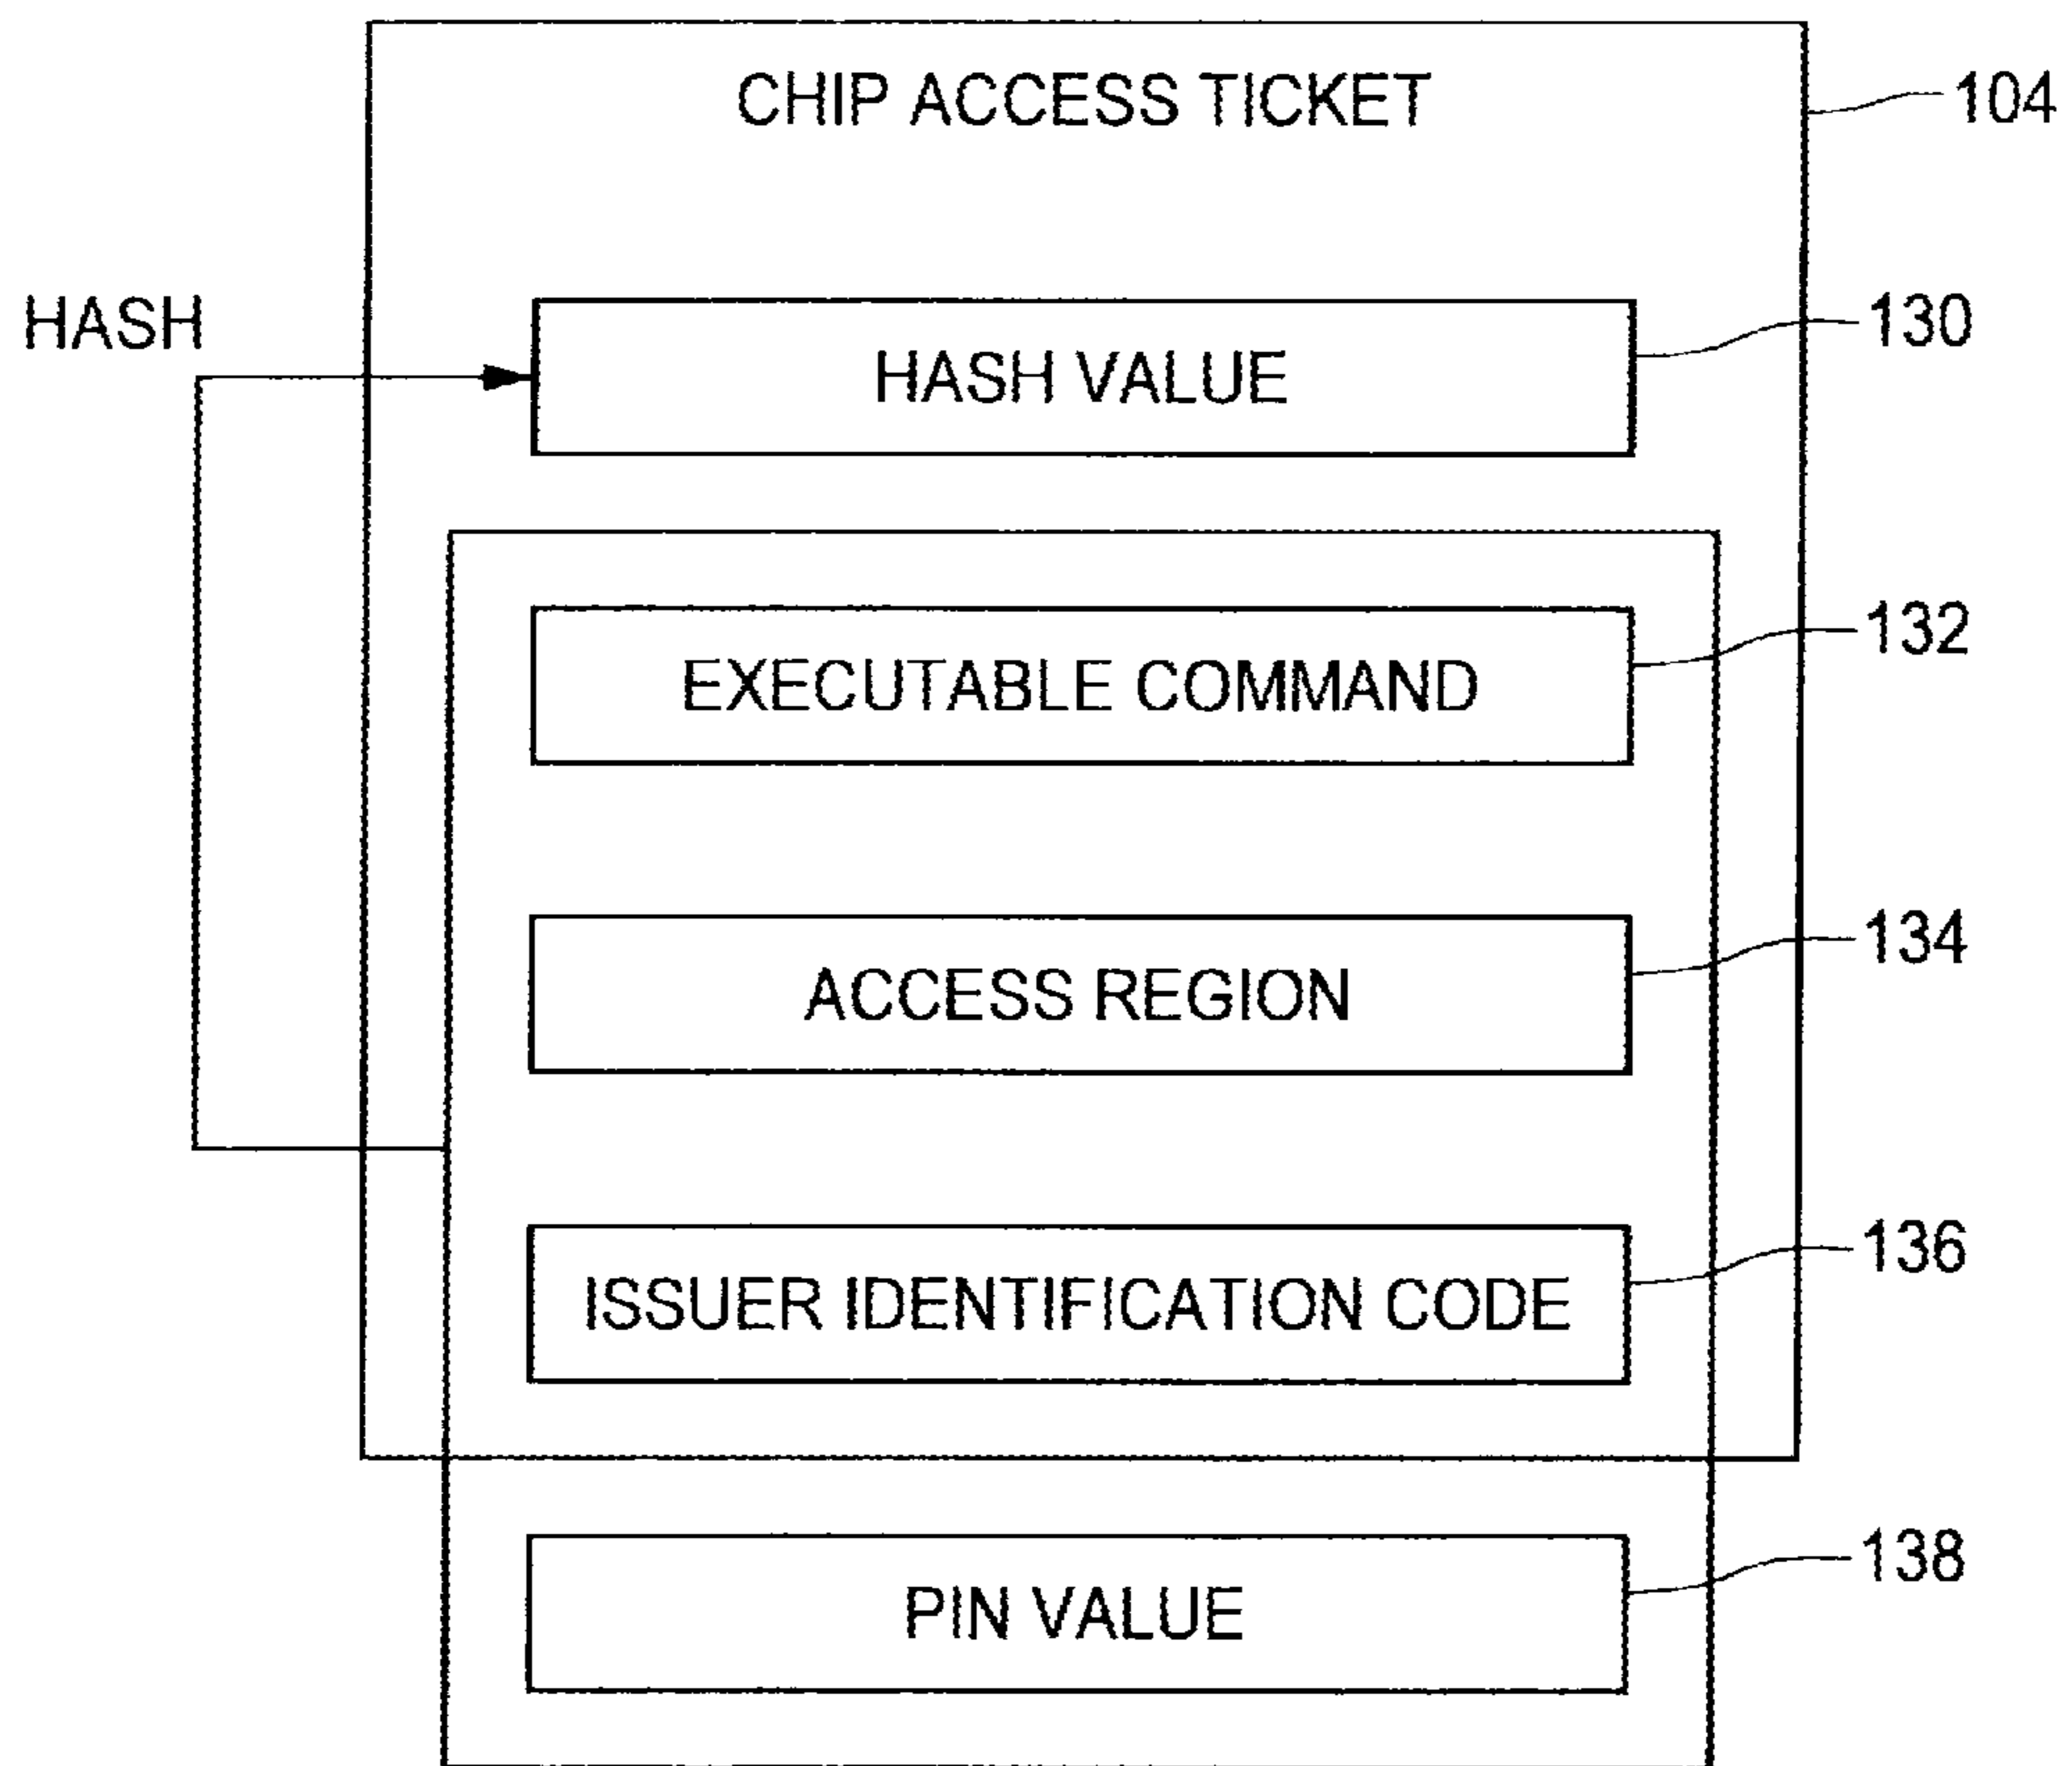 CHIP ACCESS TICKET
104
HASH
130
HASH VALUE
132
EXECUTABLE COMMAND
134
ACCESS REGION
136
ISSUER IDENTIFICATION CODE
138
PIN VALUE